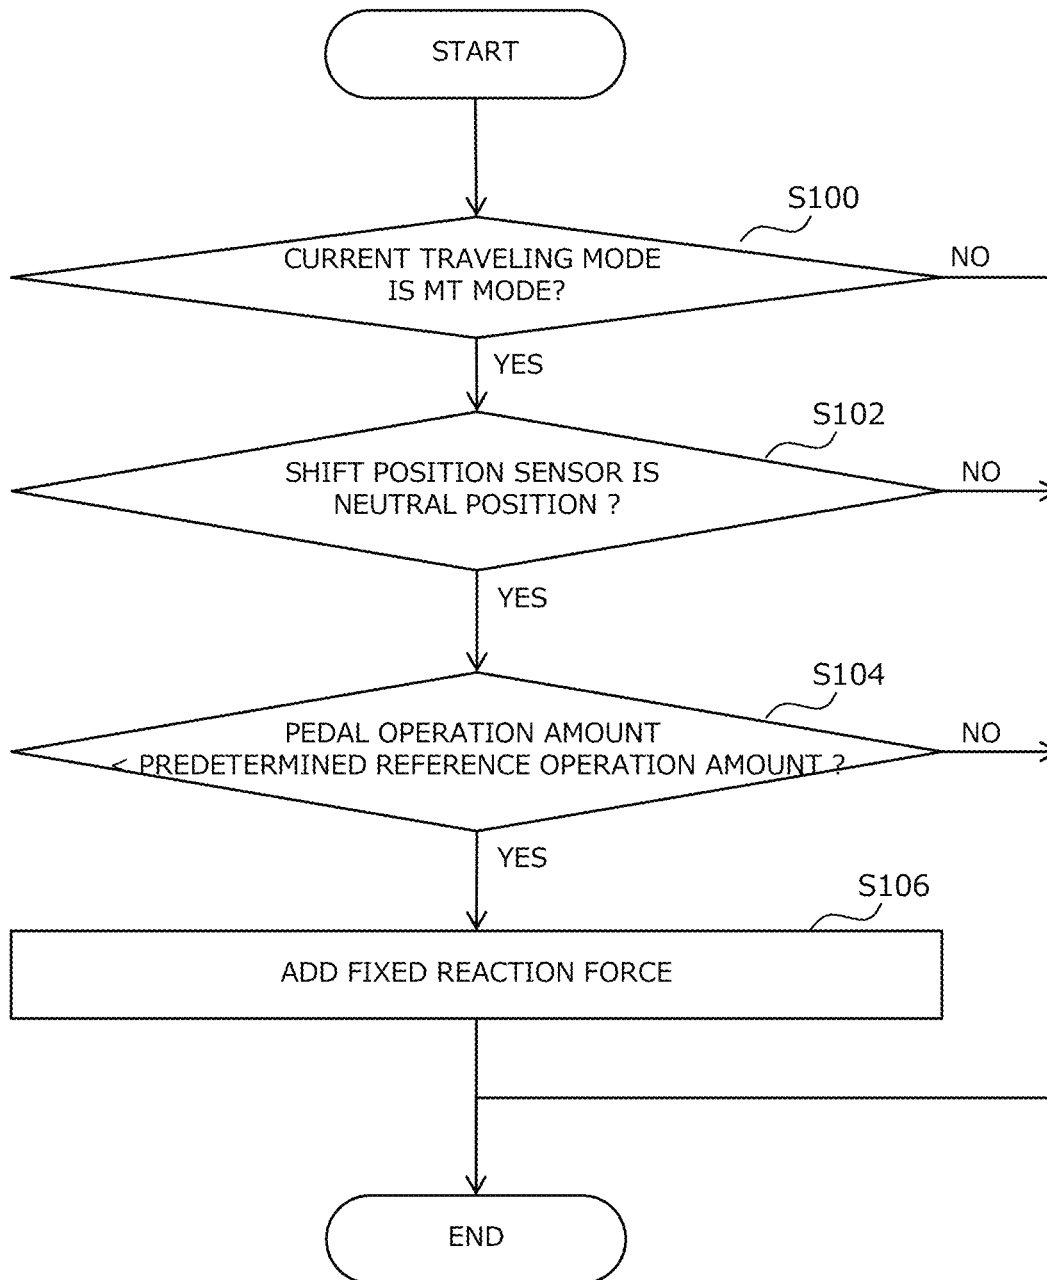 START
S100
CURRENT TRAVELING MODE
IS MT MODE?
NO
YES
S102
SHIFT POSITION SENSOR IS
NEUTRAL POSITION ?
NO
YES
S104
PEDAL OPERATION AMOUNT
< PREDETERMINED REFERENCE OPERATION AMOUNT ?
NO
YES
S106
ADD FIXED REACTION FORCE
END